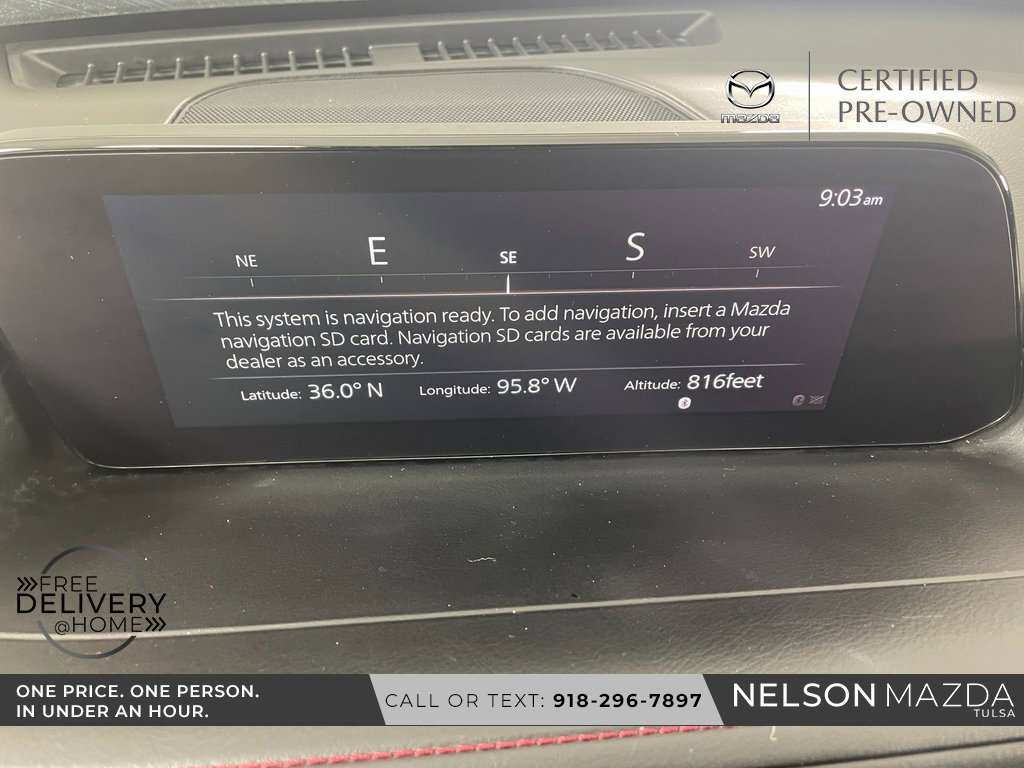 mazda
CERTIFIED
PRE-OWNED
9:03am
NE E SE S SW
This system is navigation ready. To add navigation, insert a Mazda
navigation SD card. Navigation SD cards are available from your
dealer as an accessory.
Latitude: 36.0° N Longitude: 95.8° W Altitude: 816feet
FREE
DELIVERY
@HOME
ONE PRICE. ONE PERSON.
IN UNDER AN HOUR.
CALL OR TEXT: 918-296-7897
NELSON MAZDA
TULSA